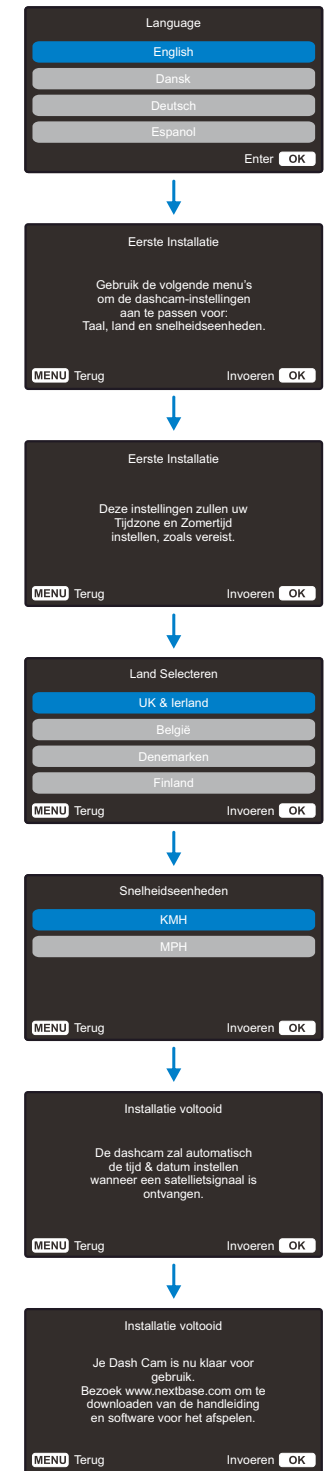 Language
English
Dansk
Deutsch
Espanol
Enter OK
Eerste Installatie
Gebruik de volgende menu's
om de dashcam-instellingen
aan te passen voor:
Taal, land en snelheidseenheden.
MENU Terug Invoeren OK
Eerste Installatie
Deze instellingen zullen uw
Tijdzone en Zomertijd
instellen, zoals vereist.
MENU Terug Invoeren OK
Land Selecteren
UK & Ierland
België
Denemarken
Finland
MENU Terug Invoeren OK
Snelheidseenheden
KMH
MPH
MENU Terug Invoeren OK
Installatie voltooid
De dashcam zal automatisch
de tijd & datum instellen
wanneer een satellietsignaal is
ontvangen.
MENU Terug Invoeren OK
Installatie voltooid
Je Dash Cam is nu klaar voor
gebruik.
Bezoek www.nextbase.com om te
downloaden van de handleiding
en software voor het afspelen.
MENU Terug Invoeren OK